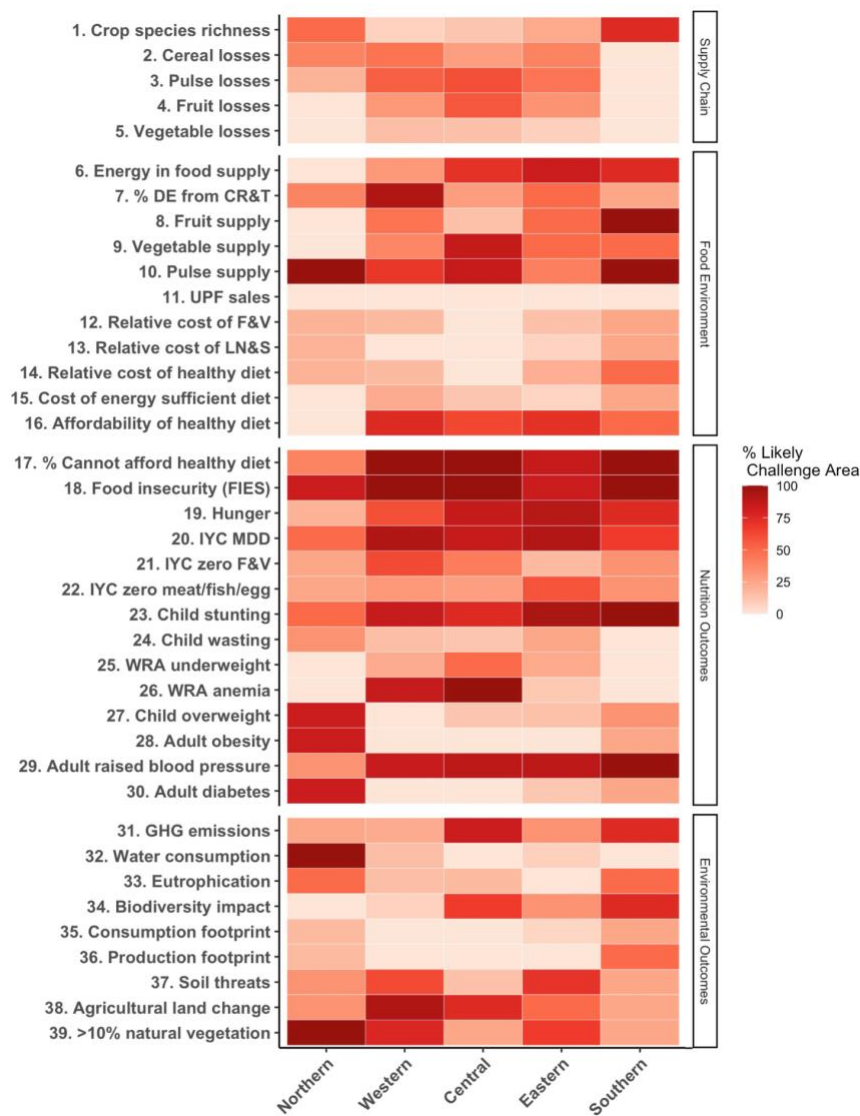 1. Crop species richness
2. Cereal losses
3. Pulse losses
4. Fruit losses
5. Vegetable losses
Supply Chain
6. Energy in food supply
7. % DE from CR&T
8. Fruit supply
9. Vegetable supply
10. Pulse supply
11. UPF sales
12. Relative cost of F&V
13. Relative cost of LN&S
14. Relative cost of healthy diet
15. Cost of energy sufficient diet
16. Affordability of healthy diet
Food Environment
17. % Cannot afford healthy diet
18. Food insecurity (FIES)
19. Hunger
20. IYC MDD
21. IYC zero F&V
22. IYC zero meat/fish/egg
23. Child stunting
24. Child wasting
25. WRA underweight
26. WRA anemia
27. Child overweight
28. Adult obesity
29. Adult raised blood pressure
30. Adult diabetes
Nutrition Outcomes
31. GHG emissions
32. Water consumption
33. Eutrophication
34. Biodiversity impact
35. Consumption footprint
36. Production footprint
37. Soil threats
38. Agricultural land change
39. >10% natural vegetation
Environmental Outcomes
Northern
Western
Central
Eastern
Southern
% Likely
Challenge Area
100
75
50
25
0